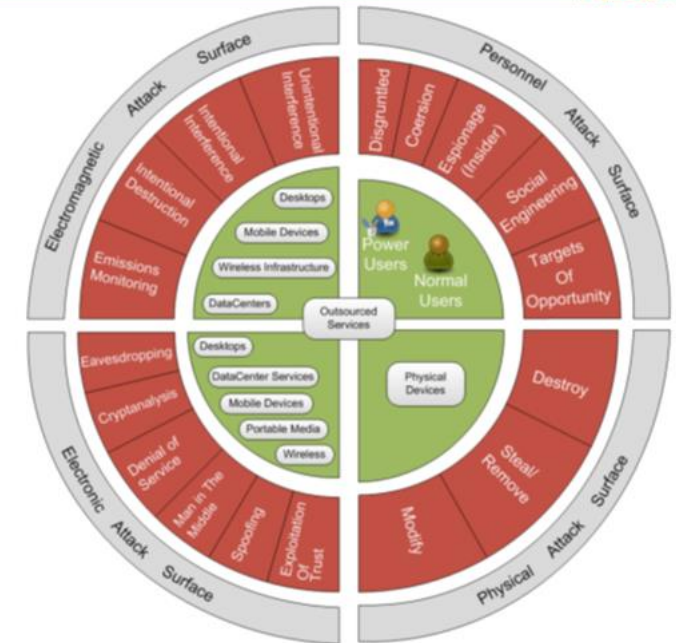 Electromagnetic Attack Surface
Emissions
Monitoring
Intentional
Destruction
Intentional
Interference
Unintentional
Interference
Desktops
Mobile Devices
Wireless Infrastructure
DataCenters
Personnel Attack Surface
Disgruntled
Coersion
Espionage
(Insider)
Social
Engineering
Targets
Of
Opportunity
Power
Users
Normal
Users
Outsourced
Services
Electronic Attack Surface
Eavesdropping
Cryptanalysis
Denial of
Service
Man in The
Middle
Spoofing
Exploitation
Of
Trust
Desktops
DataCenter Services
Mobile Devices
Portable Media
Wireless
Physical Attack Surface
Destroy
Steal/
Remove
Modify
Physical
Devices